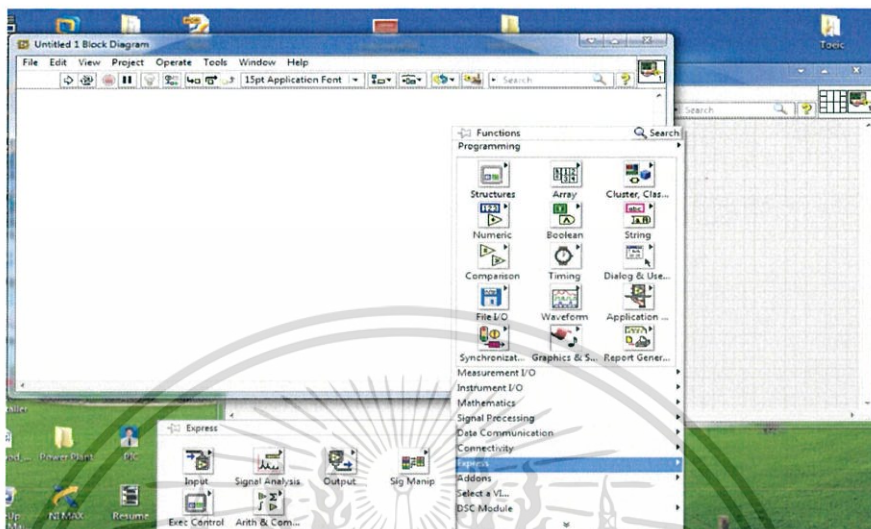 Toeic
Untitled 1 Block Diagram
File Edit View Project Operate Tools Window Help
15pt Application Font
Search
Search
Functions
Search
Programming
Structures
Array
Cluster, Clas...
Numeric
Boolean
String
Comparison
Timing
Dialog & Use...
File I/O
Waveform
Application ...
Synchronizat...
Graphics & S...
Report Gener...
Measurement I/O
Instrument I/O
Mathematics
Signal Processing
Data Communication
Connectivity
Express
Addons
Select a VI...
DSC Module
Express
Input
Signal Analysis
Output
Sig Manip
Exec Control
Arith & Com...
Power Plant
PIC
NI MAX
Resume